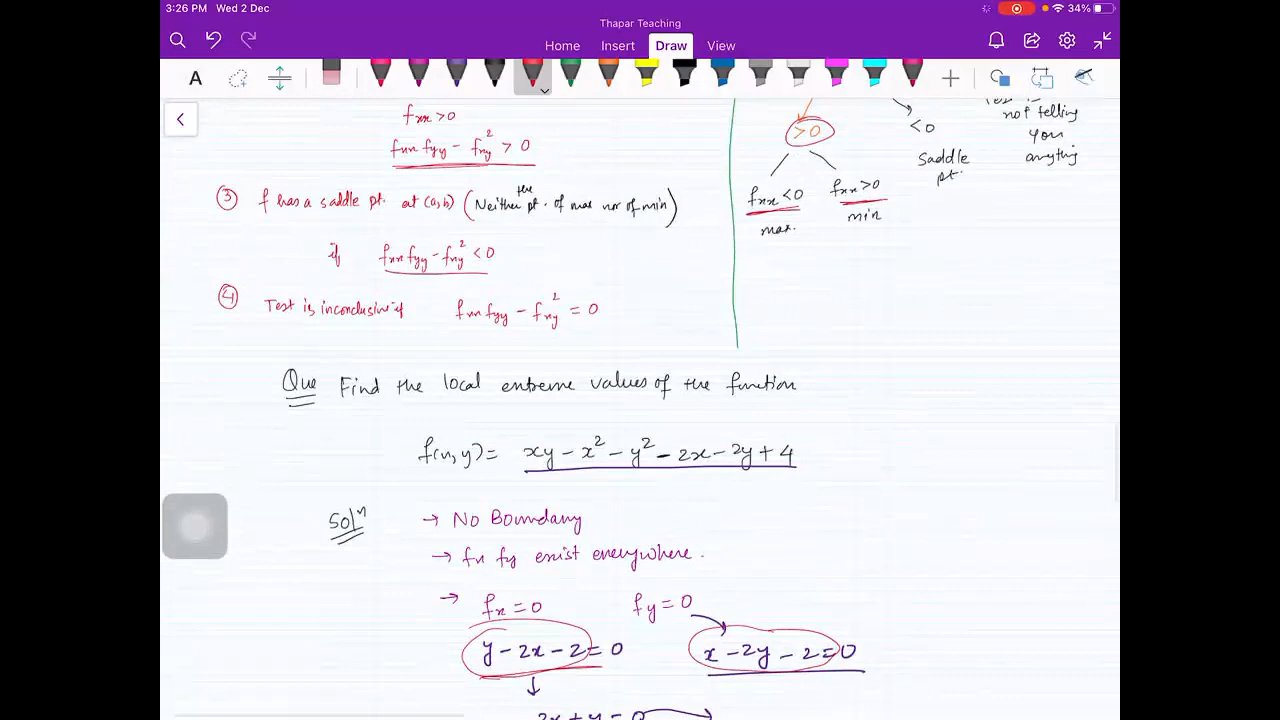 3:26 PM Wed 2 Dec
34%
Thapar Teaching
Home Insert Draw View
A
fxx > 0
fxx fyy - fxy² > 0
③ f has a saddle pt. at (a,b) (Neither the pt. of max nor of min)
if fxx fyy - fxy² < 0
④ Test is inconclusive if fxx fyy - fxy² = 0
>0
<0
Saddle pt.
not telling
you
anything
fxx < 0
max.
fxx > 0
min
Que Find the local extreme values of the function
f(x,y) = xy - x² - y² - 2x - 2y + 4
Solⁿ → No Boundary
→ fx fy exist everywhere.
→ fx = 0 fy = 0
y - 2x - 2 = 0 x - 2y - 2 = 0